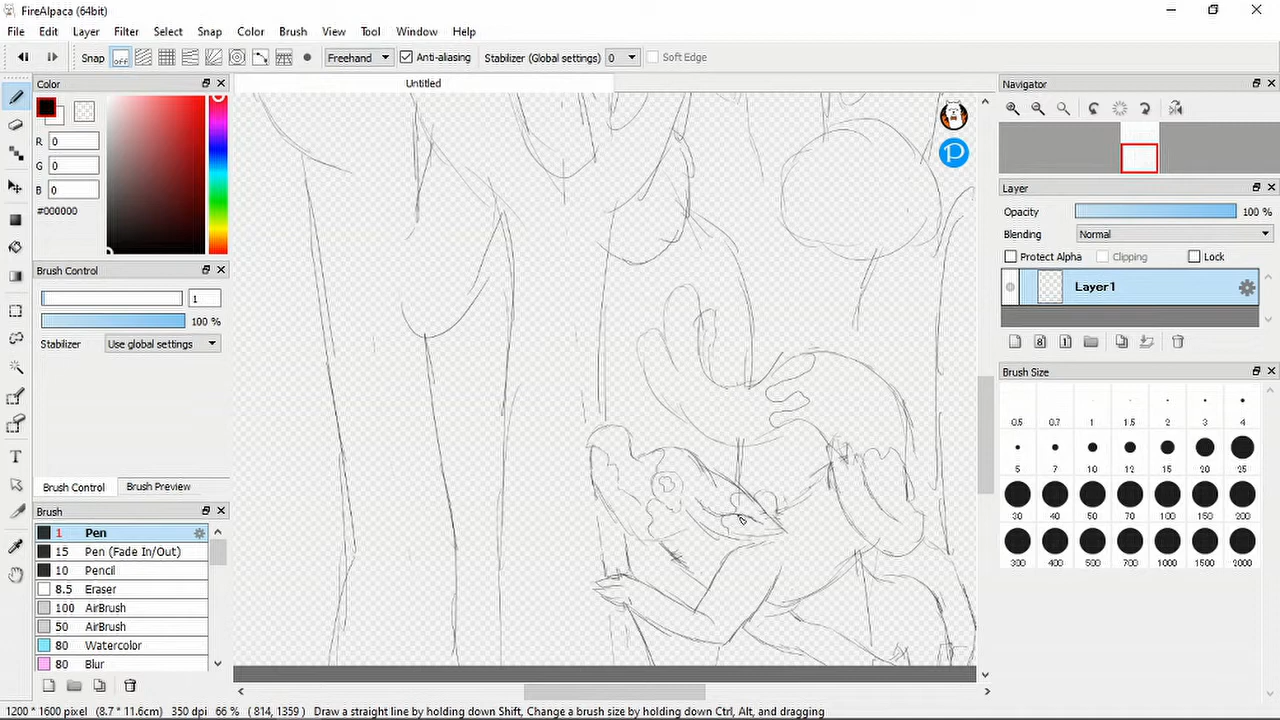 FireAlpaca (64bit)
File Edit Layer Filter Select Snap Color Brush View Tool Window Help
Snap off Freehand Anti-aliasing Stabilizer (Global settings) 0 Soft Edge
Color
Untitled
Navigator
R 0
G 0
B 0
#000000
P
Layer
Opacity 100 %
Blending Normal
Protect Alpha Clipping Lock
Layer1
8 1
Brush Control
1
100 %
Stabilizer Use global settings
Brush Size
0.5 0.7 1 1.5 2 3 4
5 7 10 12 15 20 25
30 40 50 70 100 150 200
300 400 500 700 1000 1500 2000
Brush Control Brush Preview
Brush
1 Pen
15 Pen (Fade In/Out)
10 Pencil
8.5 Eraser
100 AirBrush
50 AirBrush
80 Watercolor
80 Blur
T
1200 * 1600 pixel (8.7 * 11.6cm) 350 dpi 66 % ( 814, 1359 ) Draw a straight line by holding down Shift, Change a brush size by holding down Ctrl, Alt, and dragging